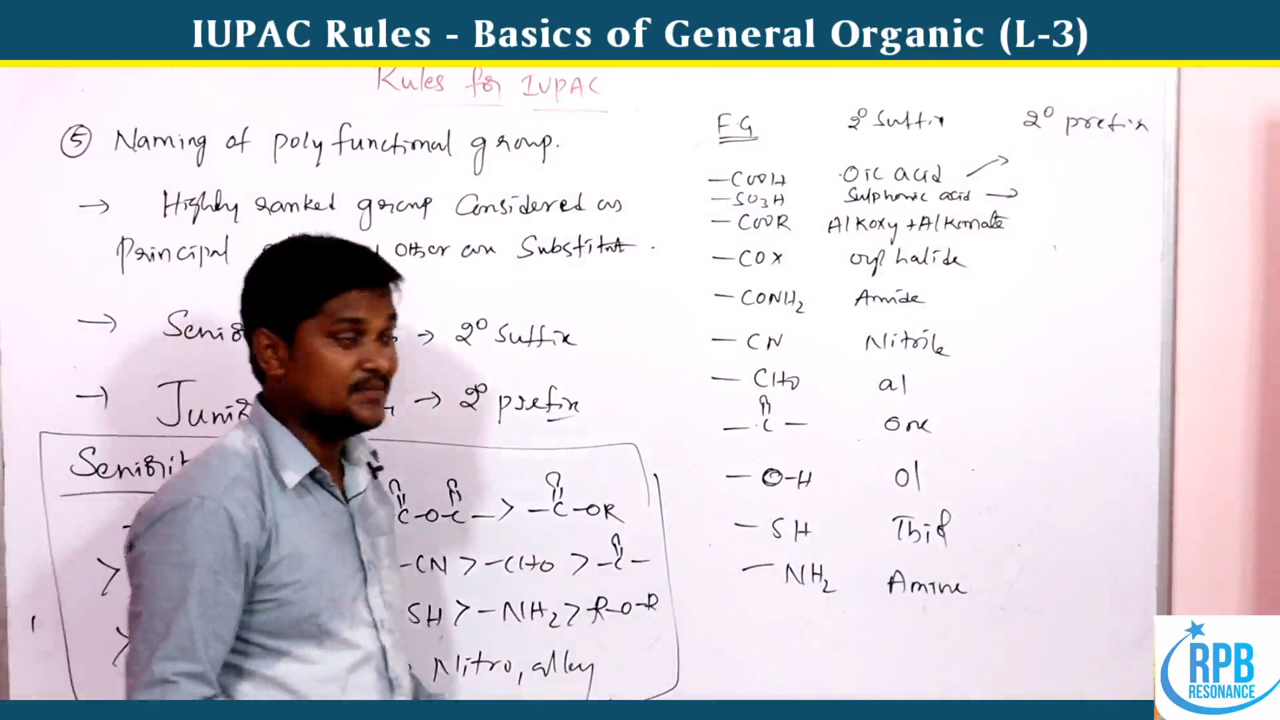 IUPAC Rules - Basics of General Organic (L-3)
Rules for IUPAC
⑤ Naming of poly functional group.
→ Highly ranked group Considered as
Principal other are Substitut .
→ Seni → 2° Suffix
→ Juni → 2° prefix
Senirit
C-O-C- > -C-OR
O O O
> -CN > -CHO > -C-
O
> SH > -NH2 > R-O-R
Nitro, alkyl
F.G 2° Suffix 2° prefix
-COOH Oic acid →
-SO3H Sulphonic acid →
-COOR Alkoxy + Alkanoate
-COX oyl halide
-CONH2 Amide
-CN Nitrile
-CHO al
O
-C- One
-O-H Ol
-SH Thiol
-NH2 Amine
RPB
RESONANCE